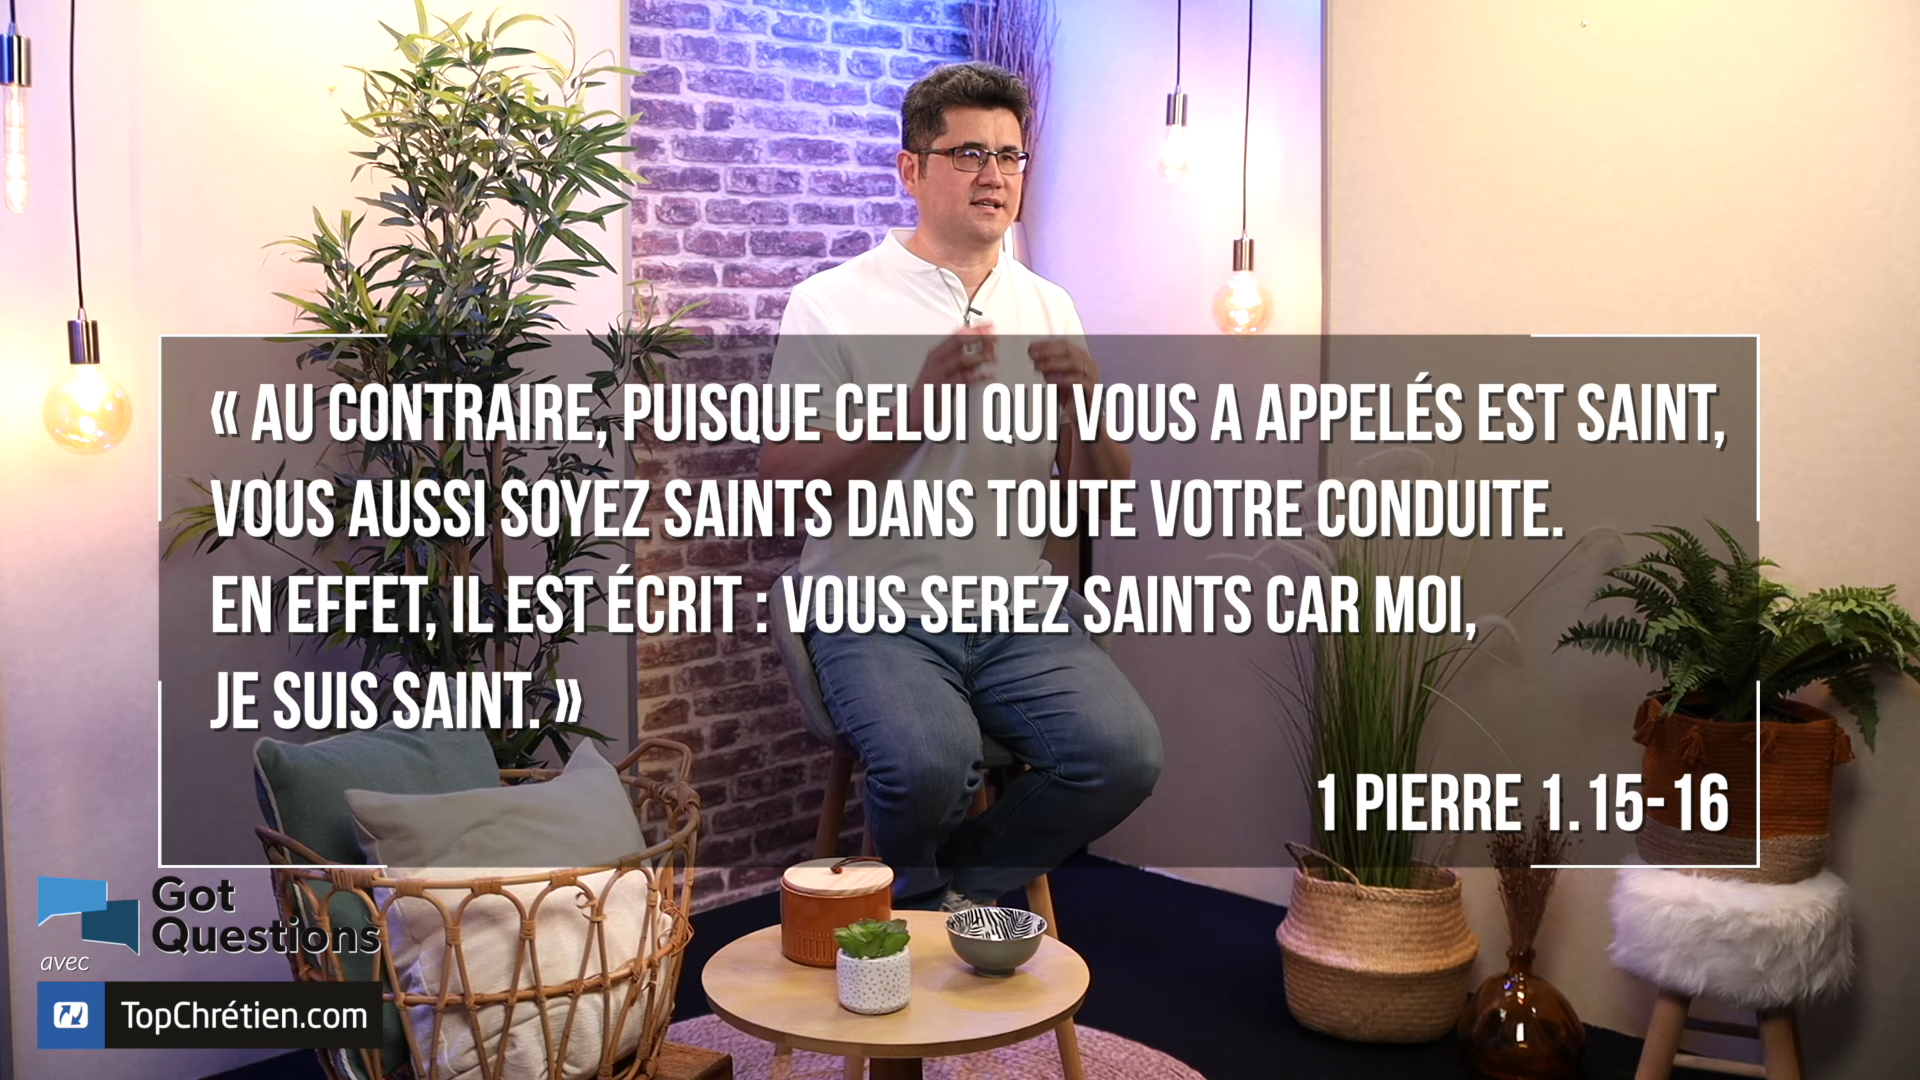 « AU CONTRAIRE, PUISQUE CELUI QUI VOUS A APPELÉS EST SAINT,
VOUS AUSSI SOYEZ SAINTS DANS TOUTE VOTRE CONDUITE.
EN EFFET, IL EST ÉCRIT : VOUS SEREZ SAINTS CAR MOI,
JE SUIS SAINT. »
1 PIERRE 1.15-16
Got
Questions
avec
TopChrétien.com